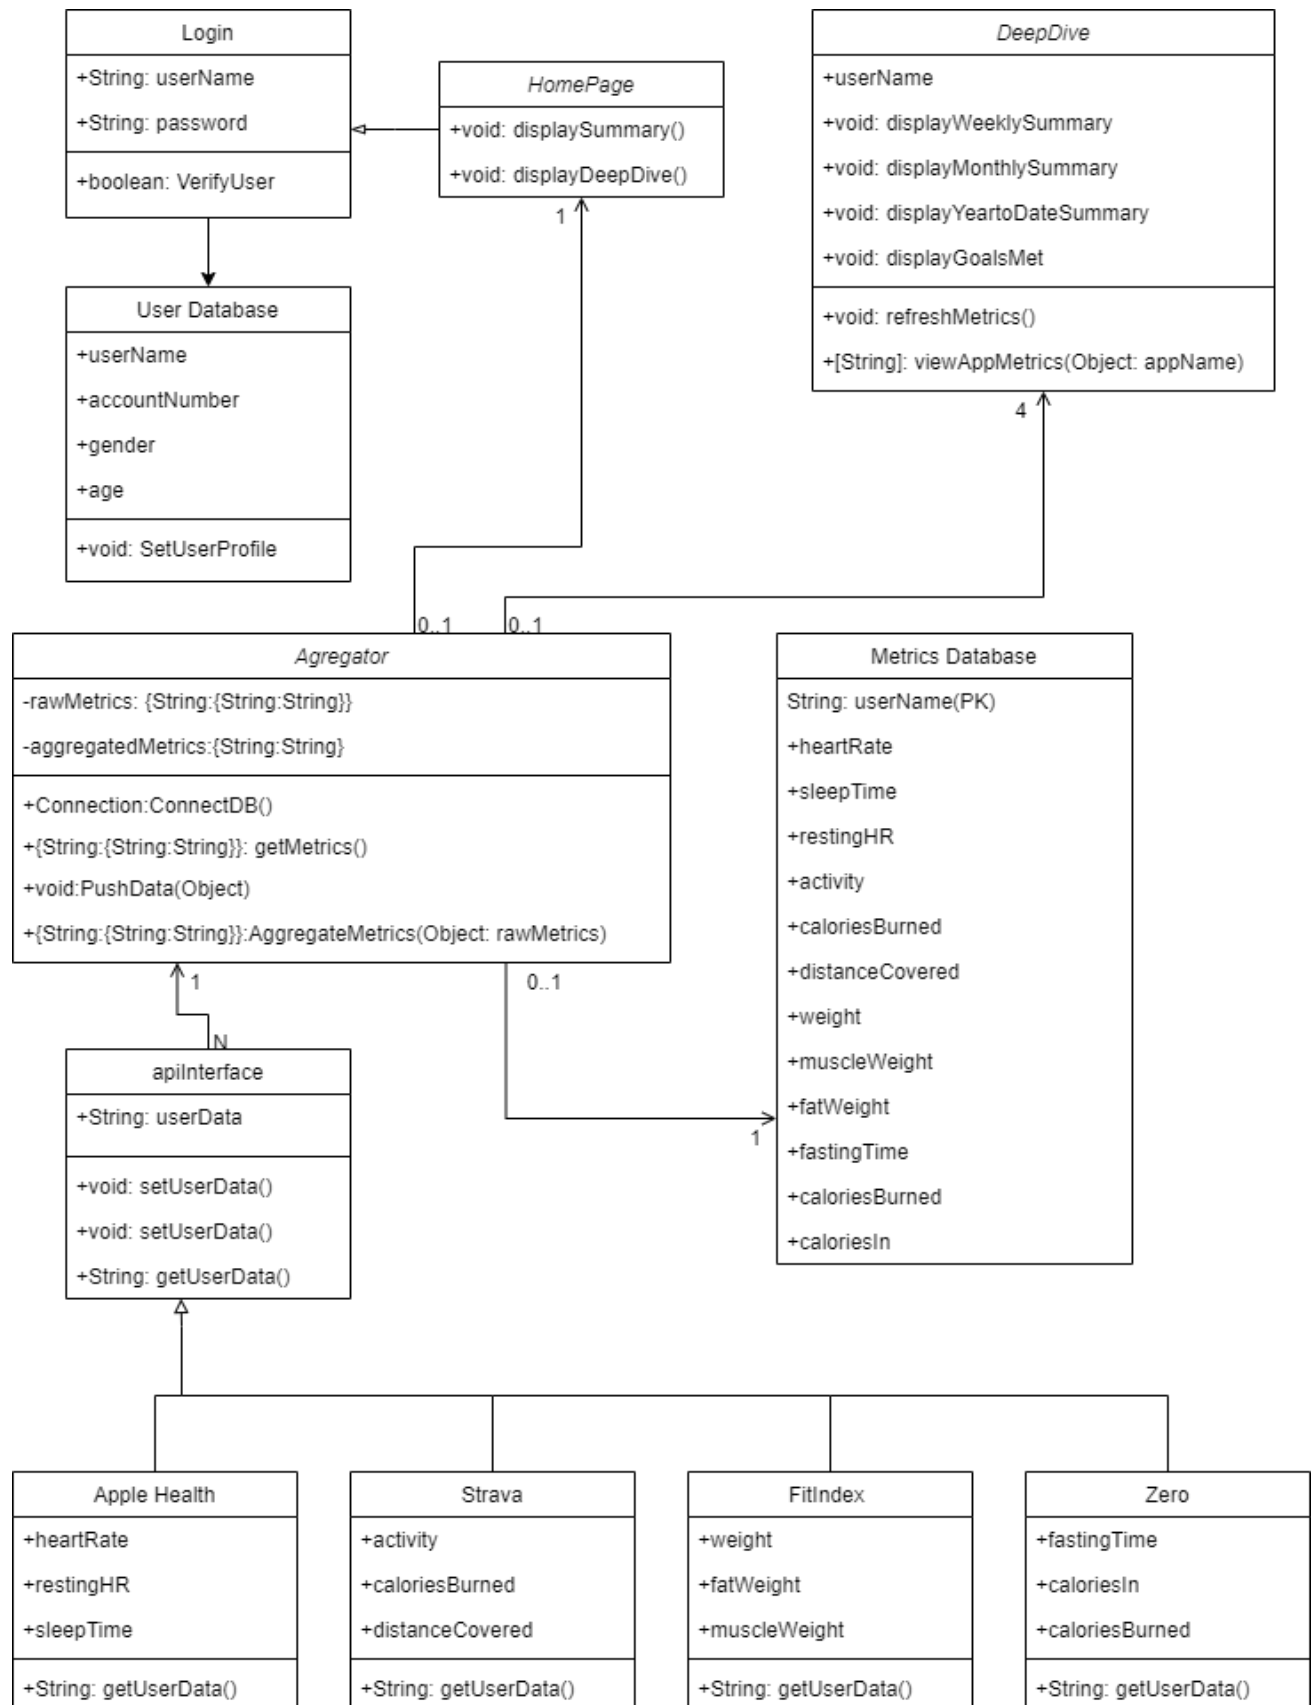 Login
+String: userName
+String: password
+boolean: VerifyUser
HomePage
+void: displaySummary()
+void: displayDeepDive()
1
DeepDive
+userName
+void: displayWeeklySummary
+void: displayMonthlySummary
+void: displayYeartoDateSummary
+void: displayGoalsMet
+void: refreshMetrics()
+[String]: viewAppMetrics(Object: appName)
4
User Database
+userName
+accountNumber
+gender
+age
+void: SetUserProfile
0..1
0..1
Agregator
-rawMetrics: {String:{String:String}}
-aggregatedMetrics:{String:String}
+Connection:ConnectDB()
+{String:{String:String}}: getMetrics()
+void:PushData(Object)
+{String:{String:String}}:AggregateMetrics(Object: rawMetrics)
1
0..1
Metrics Database
String: userName(PK)
+heartRate
+sleepTime
+restingHR
+activity
+caloriesBurned
+distanceCovered
+weight
+muscleWeight
+fatWeight
+fastingTime
+caloriesBurned
+caloriesIn
1
N
apiInterface
+String: userData
+void: setUserData()
+void: setUserData()
+String: getUserData()
Apple Health
+heartRate
+restingHR
+sleepTime
+String: getUserData()
Strava
+activity
+caloriesBurned
+distanceCovered
+String: getUserData()
FitIndex
+weight
+fatWeight
+muscleWeight
+String: getUserData()
Zero
+fastingTime
+caloriesIn
+caloriesBurned
+String: getUserData()